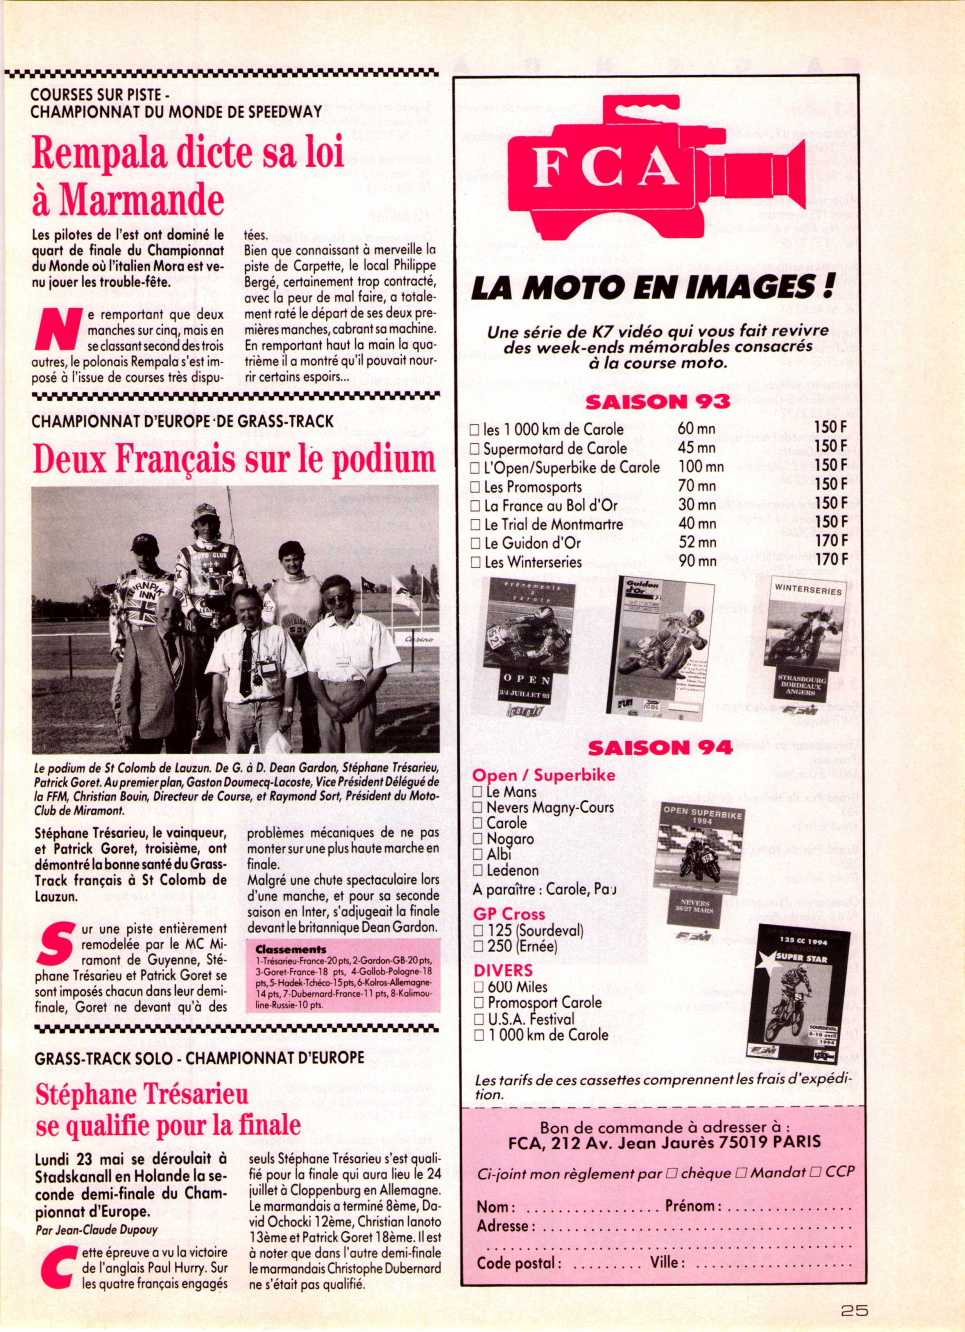 COURSES SUR PISTE -
CHAMPIONNAT DU MONDE DE SPEEDWAY
Rempala dicte sa loi
à Marmande
Les pilotes de l'est ont dominé le
quart de finale du Championnat
du Monde où l'italien Mora est ve-
nu jouer les trouble-fête.
Ne remportant que deux
manches sur cinq, mais en
se classant second des trois
autres, le polonais Rempala s'est im-
posé à l'issue de courses très dispu-
tées.
Bien que connaissant à merveille la
piste de Carpette, le local Philippe
Bergé, certainement trop contracté,
avec la peur de mal faire, a totale-
ment raté le départ de ses deux pre-
mières manches, cabrant sa machine.
En remportant haut la main la qua-
trième il a montré qu'il pouvait nour-
rir certains espoirs...
CHAMPIONNAT D'EUROPE DE GRASS-TRACK
Deux Français sur le podium
Le podium de St Colomb de Lauzun. De G. à D. Dean Gardon, Stéphane Trésarieu,
Patrick Goret. Au premier plan, Gaston Doumecq-Lacoste, Vice Président Délégué de
la FFM, Christian Bouin, Directeur de Course, et Raymond Sort, Président du Moto-
Club de Miramont.
Stéphane Trésarieu, le vainqueur,
et Patrick Goret, troisième, ont
démontré la bonne santé du Grass-
Track français à St Colomb de
Lauzun.
Sur une piste entièrement
remodelée par le MC Mi-
ramont de Guyenne, Sté-
phane Trésarieu et Patrick Goret se
sont imposés chacun dans leur demi-
finale, Goret ne devant qu'à des
problèmes mécaniques de ne pas
monter sur une plus haute marche en
finale.
Malgré une chute spectaculaire lors
d'une manche, et pour sa seconde
saison en Inter, s'adjugeait la finale
devant le britannique Dean Gardon.
Classements
1-Trésarieu-France-20 pts, 2-Gardon-GB-20 pts,
3-Goret-France-18 pts, 4-Gollob-Pologne-18
pts, 5-Hadek-Tchéco-15 pts, 6-Kolros-Allemagne-
14 pts, 7-Dubernard-France-11 pts, 8-Kalimou-
line-Russie-10 pts.
GRASS-TRACK SOLO - CHAMPIONNAT D'EUROPE
Stéphane Trésarieu
se qualifie pour la finale
Lundi 23 mai se déroulait à
Stadskanall en Holande la se-
conde demi-finale du Cham-
pionnat d'Europe.
Par Jean-Claude Dupouy
Cette épreuve a vu la victoire
de l'anglais Paul Hurry. Sur
les quatre français engagés
seuls Stéphane Trésarieu s'est quali-
fié pour la finale qui aura lieu le 24
juillet à Cloppenburg en Allemagne.
Le marmandais a terminé 8ème, Da-
vid Ochocki 12ème, Christian Ianoto
13ème et Patrick Goret 18ème. Il est
à noter que dans l'autre demi-finale
le marmandais Christophe Dubernard
ne s'était pas qualifié.
FCA
LA MOTO EN IMAGES !
Une série de K7 vidéo qui vous fait revivre
des week-ends mémorables consacrés
à la course moto.
SAISON 93
☐ les 1 000 km de Carole 60 mn 150 F
☐ Supermotard de Carole 45 mn 150 F
☐ L'Open/Superbike de Carole 100 mn 150 F
☐ Les Promosports 70 mn 150 F
☐ La France au Bol d'Or 30 mn 150 F
☐ Le Trial de Montmartre 40 mn 150 F
☐ Le Guidon d'Or 52 mn 170 F
☐ Les Winterseries 90 mn 170 F
évènements
à carole
OPEN
3/4 JUILLET 93
carole
Guidon
d'Or
WINTERSERIES
STRASBOURG
BORDEAUX
ANGERS
SAISON 94
Open / Superbike
☐ Le Mans
☐ Nevers Magny-Cours
☐ Carole
☐ Nogaro
☐ Albi
☐ Ledenon
A paraître : Carole, Pau
GP Cross
☐ 125 (Sourdeval)
☐ 250 (Ernée)
DIVERS
☐ 600 Miles
☐ Promosport Carole
☐ U.S.A. Festival
☐ 1 000 km de Carole
OPEN SUPERBIKE
1994
NEVERS
26/27 MARS
125 CC 1994
SUPER STAR
SOURDEVAL
9-10 avril
1994
Les tarifs de ces cassettes comprennent les frais d'expédi-
tion.
Bon de commande à adresser à :
FCA, 212 Av. Jean Jaurès 75019 PARIS
Ci-joint mon règlement par ☐ chèque ☐ Mandat ☐ CCP
Nom : . . . . . . . . . . . . . . . . . Prénom : . . . . . . . . . . . . . . .
Adresse : . . . . . . . . . . . . . . . . . . . . . . . . . . . . . . . . . . . . .
Code postal : . . . . . . . . . Ville : . . . . . . . . . . . . . . . . . . .
25